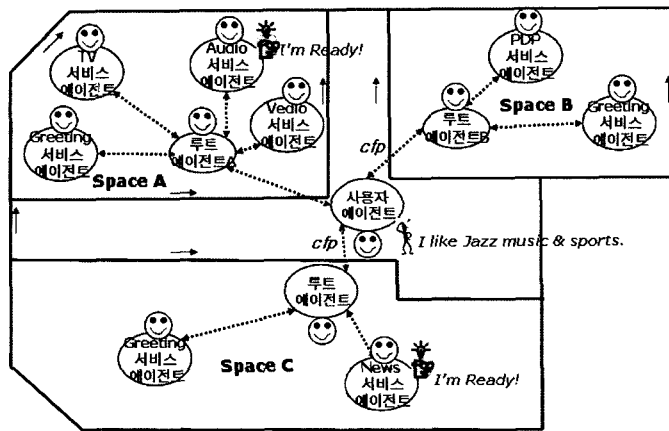 TV
서비스
에이전트
Audio
서비스
에이전트
I'm Ready!
Vedio
서비스
에이전트
Greeting
서비스
에이전트
루트
에이전트A
Space A
PDP
서비스
에이전트
Space B
Greeting
서비스
에이전트
루트
에이전트B
cfp
사용자
에이전트
I like Jazz music & sports.
cfp
루트
에이전트
Greeting
서비스
에이전트
Space C
News
서비스
에이전트
I'm Ready!